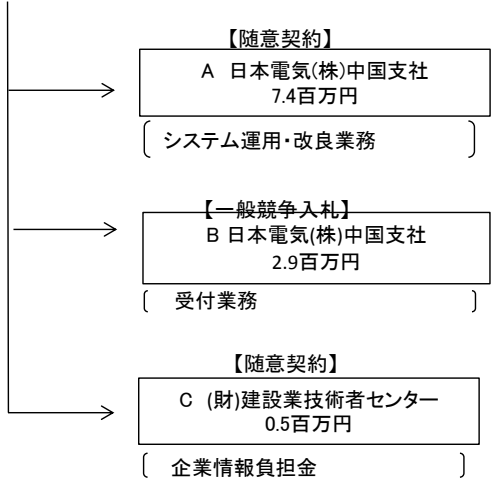 【随意契約】
A 日本電気(株)中国支社
7.4百万円
システム運用・改良業務
【一般競争入札】
B 日本電気(株)中国支社
2.9百万円
受付業務
【随意契約】
C (財)建設業技術者センター
0.5百万円
企業情報負担金